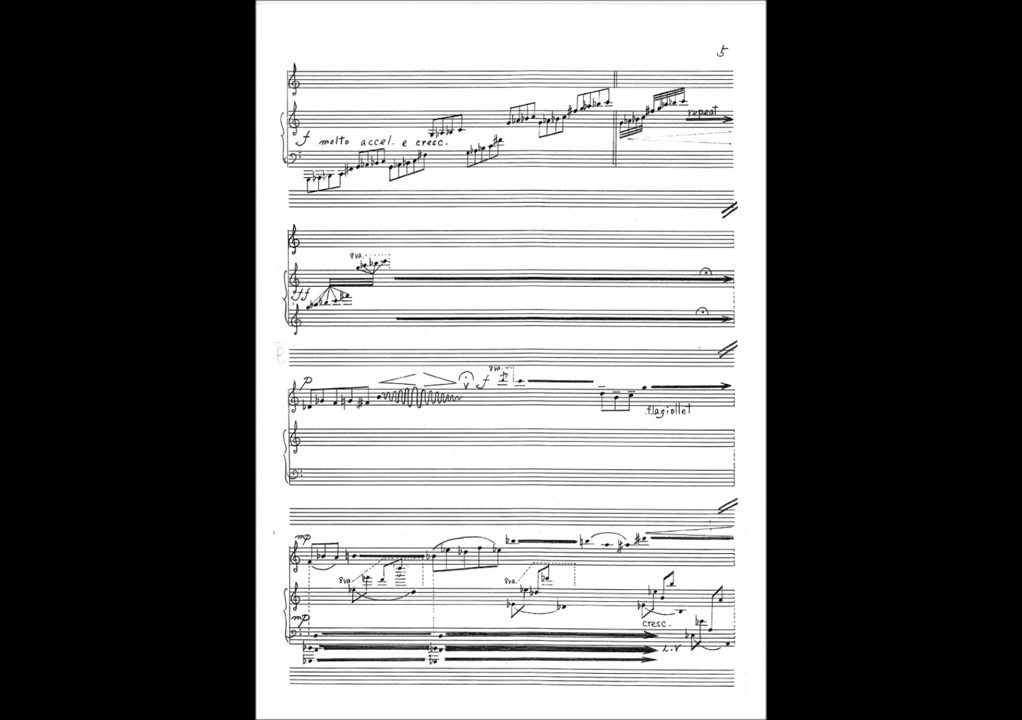 5
repeat
f molto accel. e cresc.
8va
ff
p
8va
f
flagiollet
mp
8va
8va
mp
cresc.
L.V